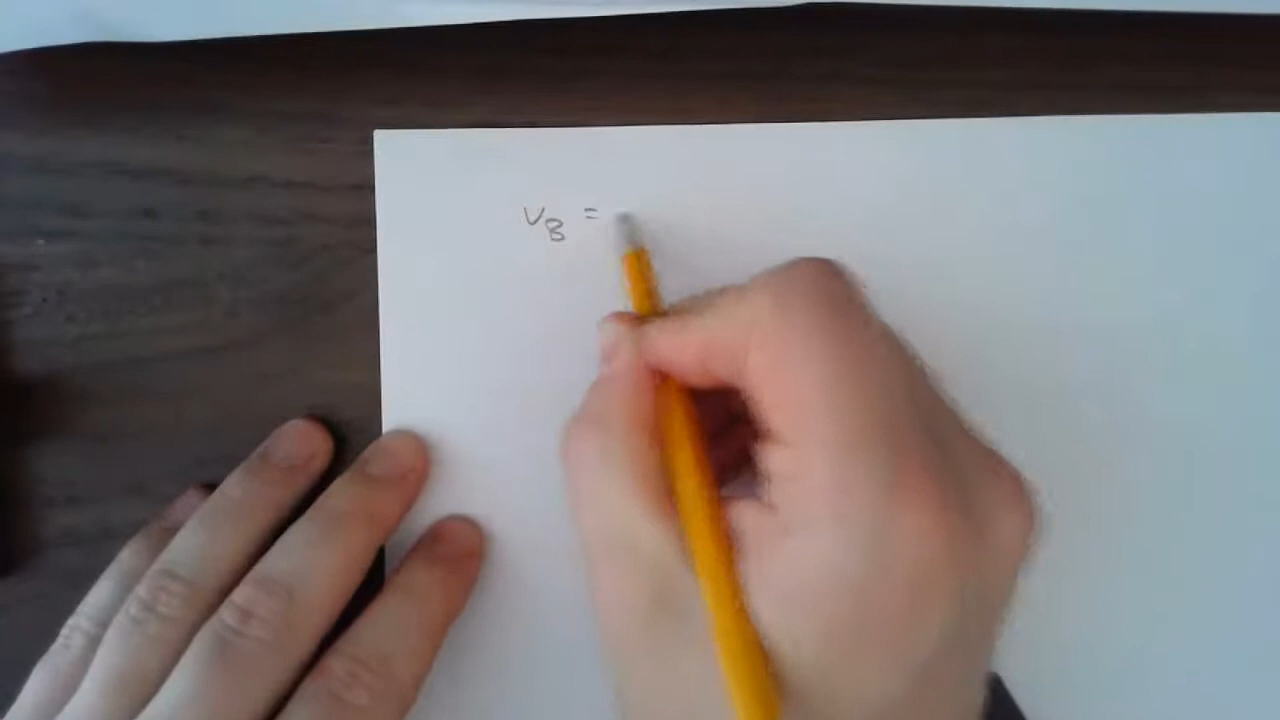 v_B =